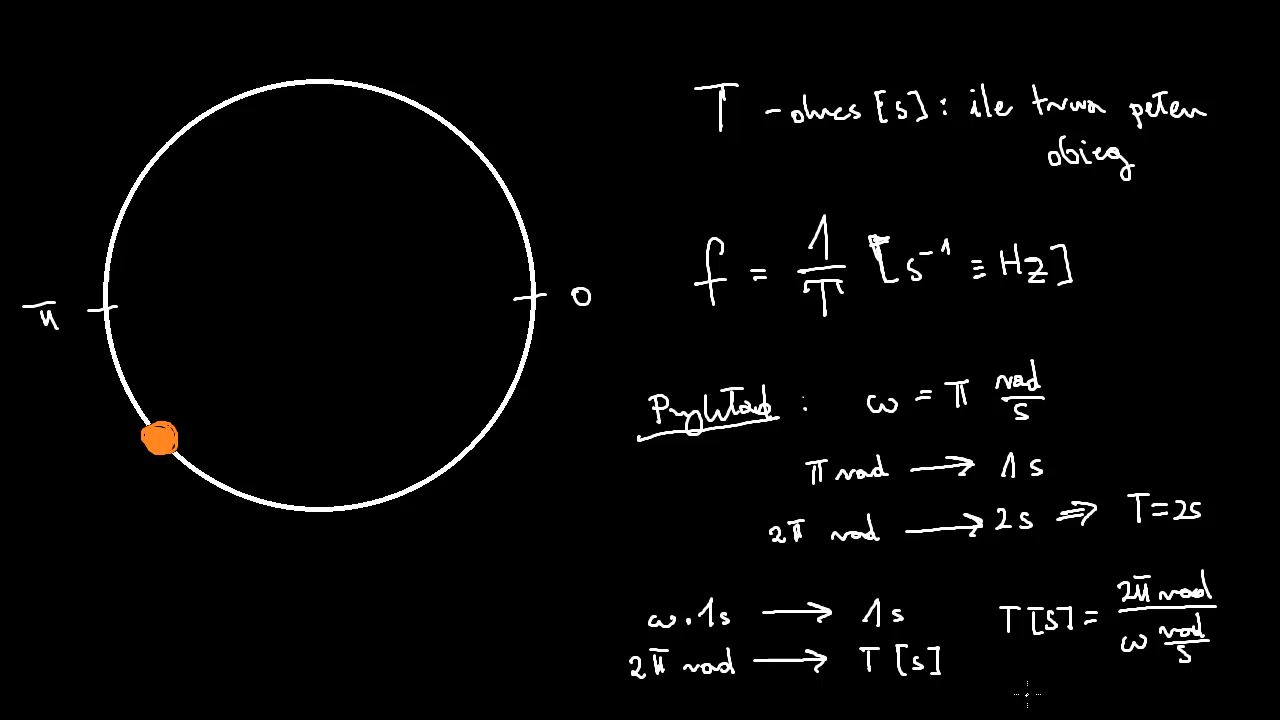 T - okres [s] : ile trwa pełen
obieg
f = 1/T [s⁻¹ ≡ Hz]
π
0
Przykład : ω = π rad/s
π rad → 1 s
2π rad → 2s ⇒ T=2s
ω · 1s → 1 s
2π rad → T [s]
T [s] = 2π rad / ω rad/s